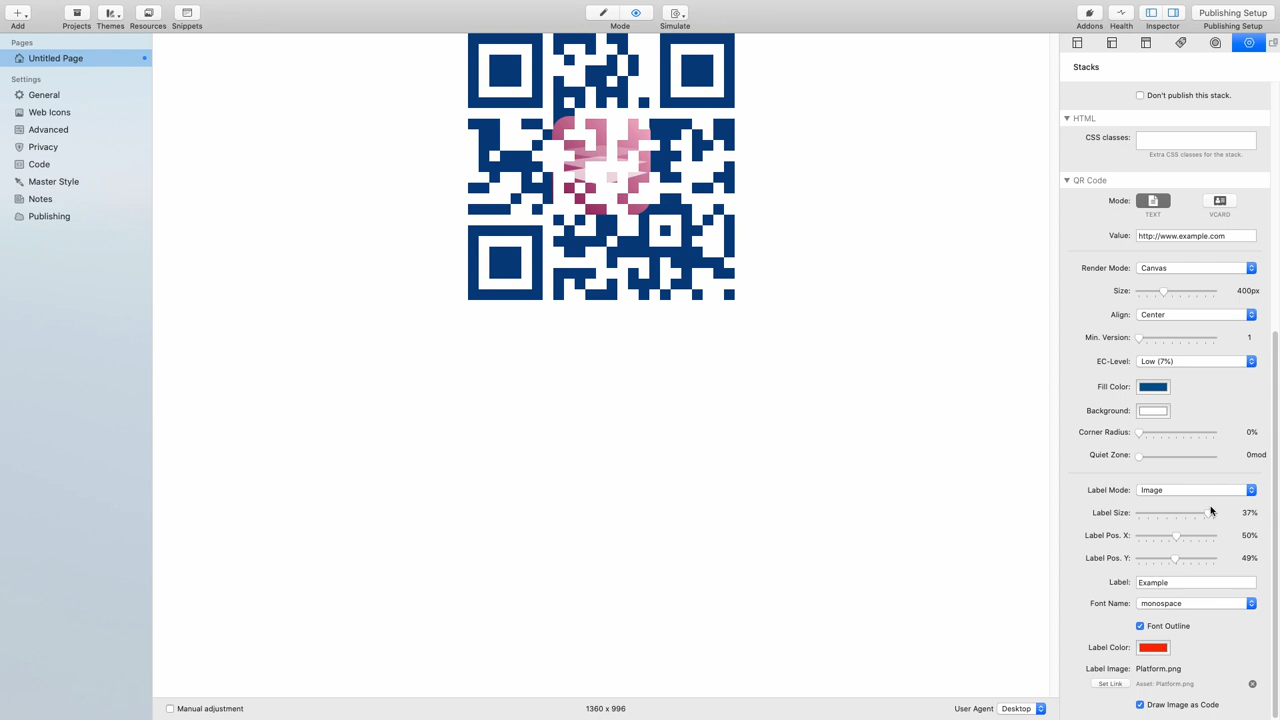 Add
Projects
Themes
Resources
Snippets
Mode
Simulate
Addons
Health
Inspector
Publishing Setup
Publishing Setup
Pages
Untitled Page
Settings
General
Web Icons
Advanced
Privacy
Code
Master Style
Notes
Publishing
Stacks
Don't publish this stack.
HTML
CSS classes:
Extra CSS classes for the stack.
QR Code
Mode:
TEXT
VCARD
Value: http://www.example.com
Render Mode: Canvas
Size: 400px
Align: Center
Min. Version: 1
EC-Level: Low (7%)
Fill Color:
Background:
Corner Radius: 0%
Quiet Zone: 0mod
Label Mode: Image
Label Size: 37%
Label Pos. X: 50%
Label Pos. Y: 49%
Label: Example
Font Name: monospace
Font Outline
Label Color:
Label Image: Platform.png
Set Link Asset: Platform.png
Draw Image as Code
Manual adjustment
1360 x 996
User Agent Desktop